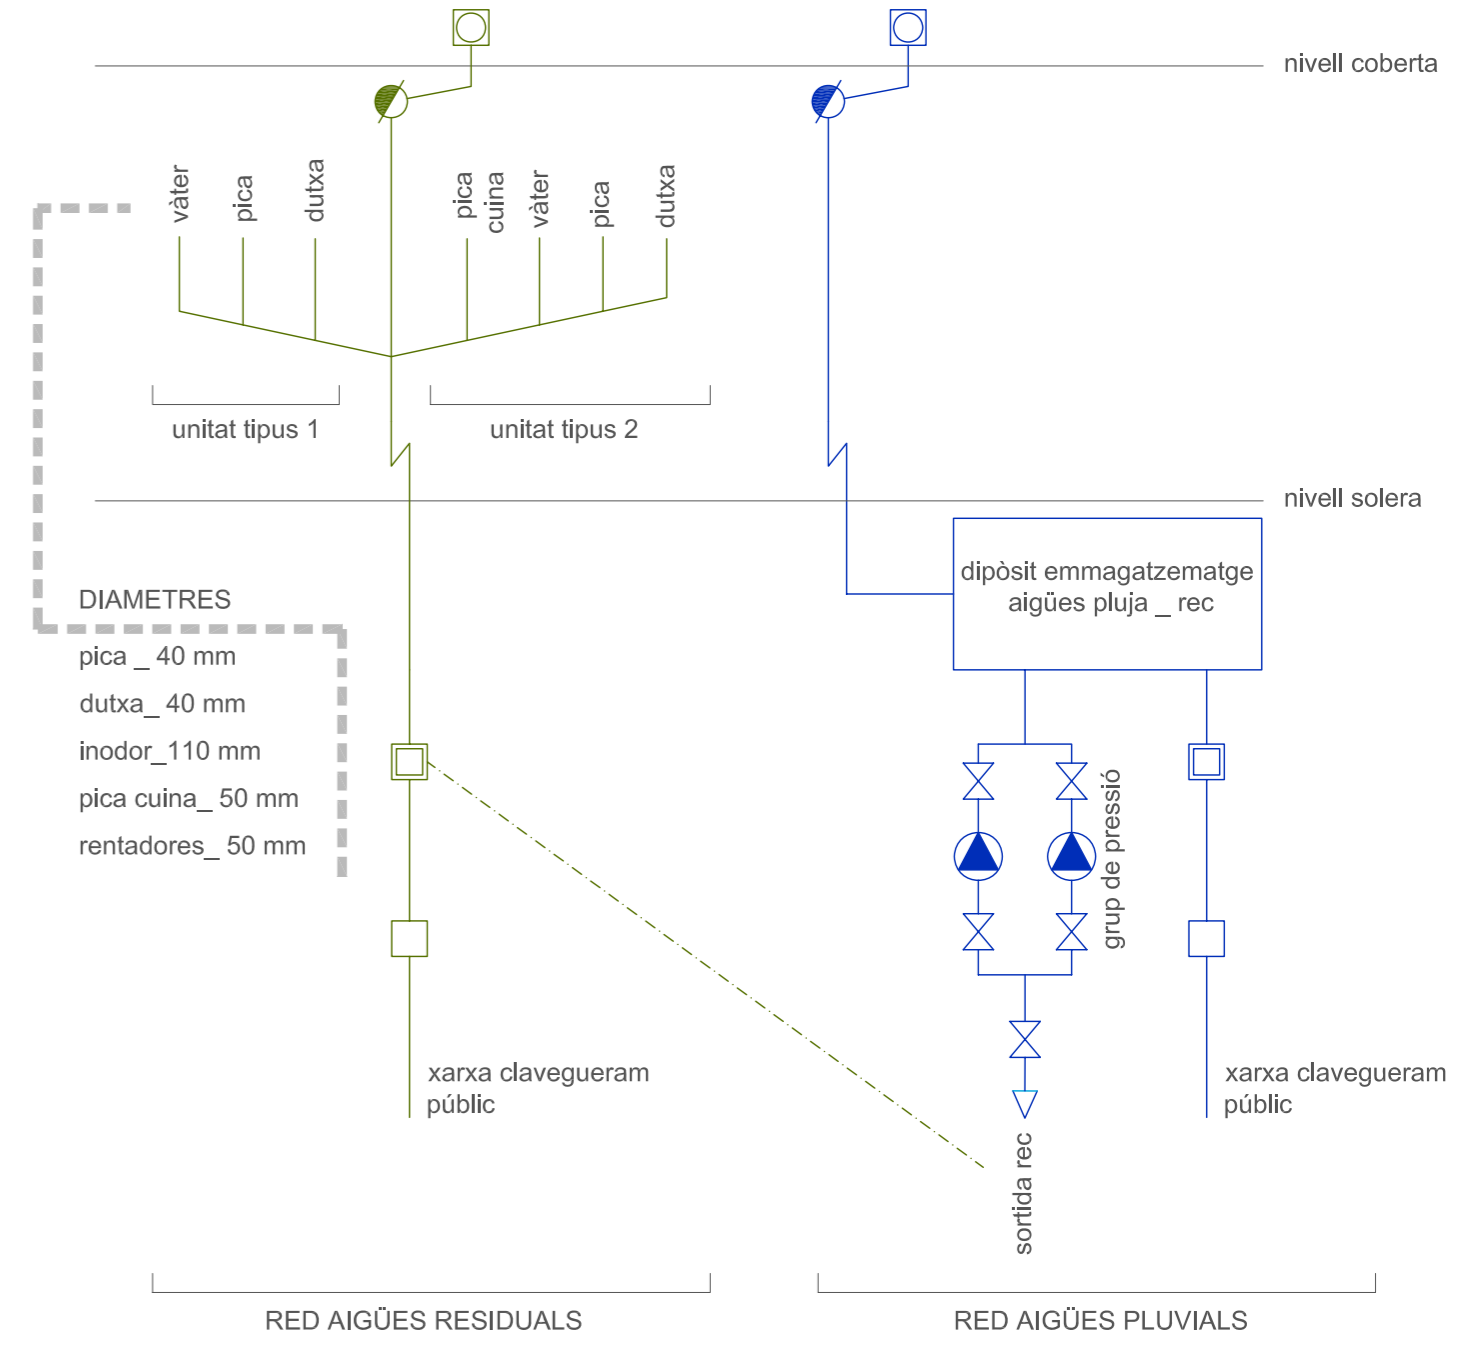 nivell coberta
vàter
pica
dutxa
pica
cuina
vàter
pica
dutxa
unitat tipus 1
unitat tipus 2
nivell solera
dipòsit emmagatzematge
aigües pluja _ rec
DIAMETRES
pica _ 40 mm
dutxa_ 40 mm
inodor_110 mm
pica cuina_ 50 mm
rentadores_ 50 mm
grup de pressió
xarxa clavegueram
públic
xarxa clavegueram
públic
sortida rec
RED AIGÜES RESIDUALS
RED AIGÜES PLUVIALS